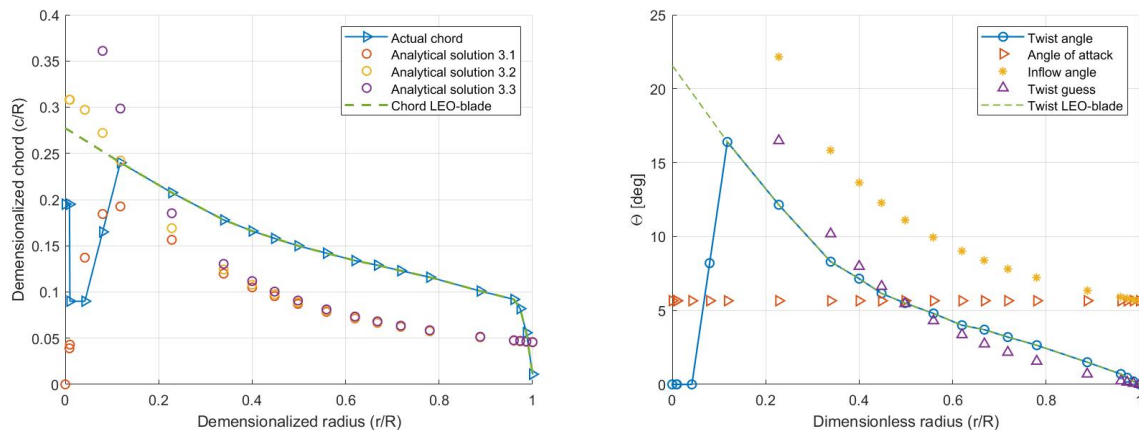 0.4
0.35
0.3
0.25
0.2
0.15
0.1
0.05
0
0
0.2
0.4
0.6
0.8
1
Demensionalized chord (c/R)
Demensionalized radius (r/R)
Actual chord
Analytical solution 3.1
Analytical solution 3.2
Analytical solution 3.3
Chord LEO-blade
25
20
15
10
5
0
0
0.2
0.4
0.6
0.8
1
Θ [deg]
Dimensionless radius (r/R)
Twist angle
Angle of attack
Inflow angle
Twist guess
Twist LEO-blade